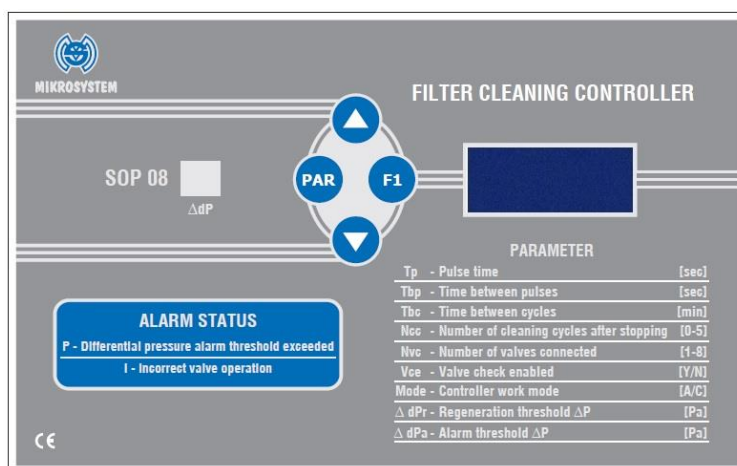 MIKROSYSTEM
FILTER CLEANING CONTROLLER
PAR
F1
SOP 08
ΔdP
PARAMETER
Tp - Pulse time [sec]
Tbp - Time between pulses [sec]
Tbc - Time between cycles [min]
Ncc - Number of cleaning cycles after stopping [0-5]
Nvc - Number of valves connected [1-8]
Vce - Valve check enabled [Y/N]
Mode - Controller work mode [A/C]
Δ dPr - Regeneration threshold ΔP [Pa]
Δ dPa - Alarm threshold ΔP [Pa]
ALARM STATUS
P - Differential pressure alarm threshold exceeded
I - Incorrect valve operation
CE